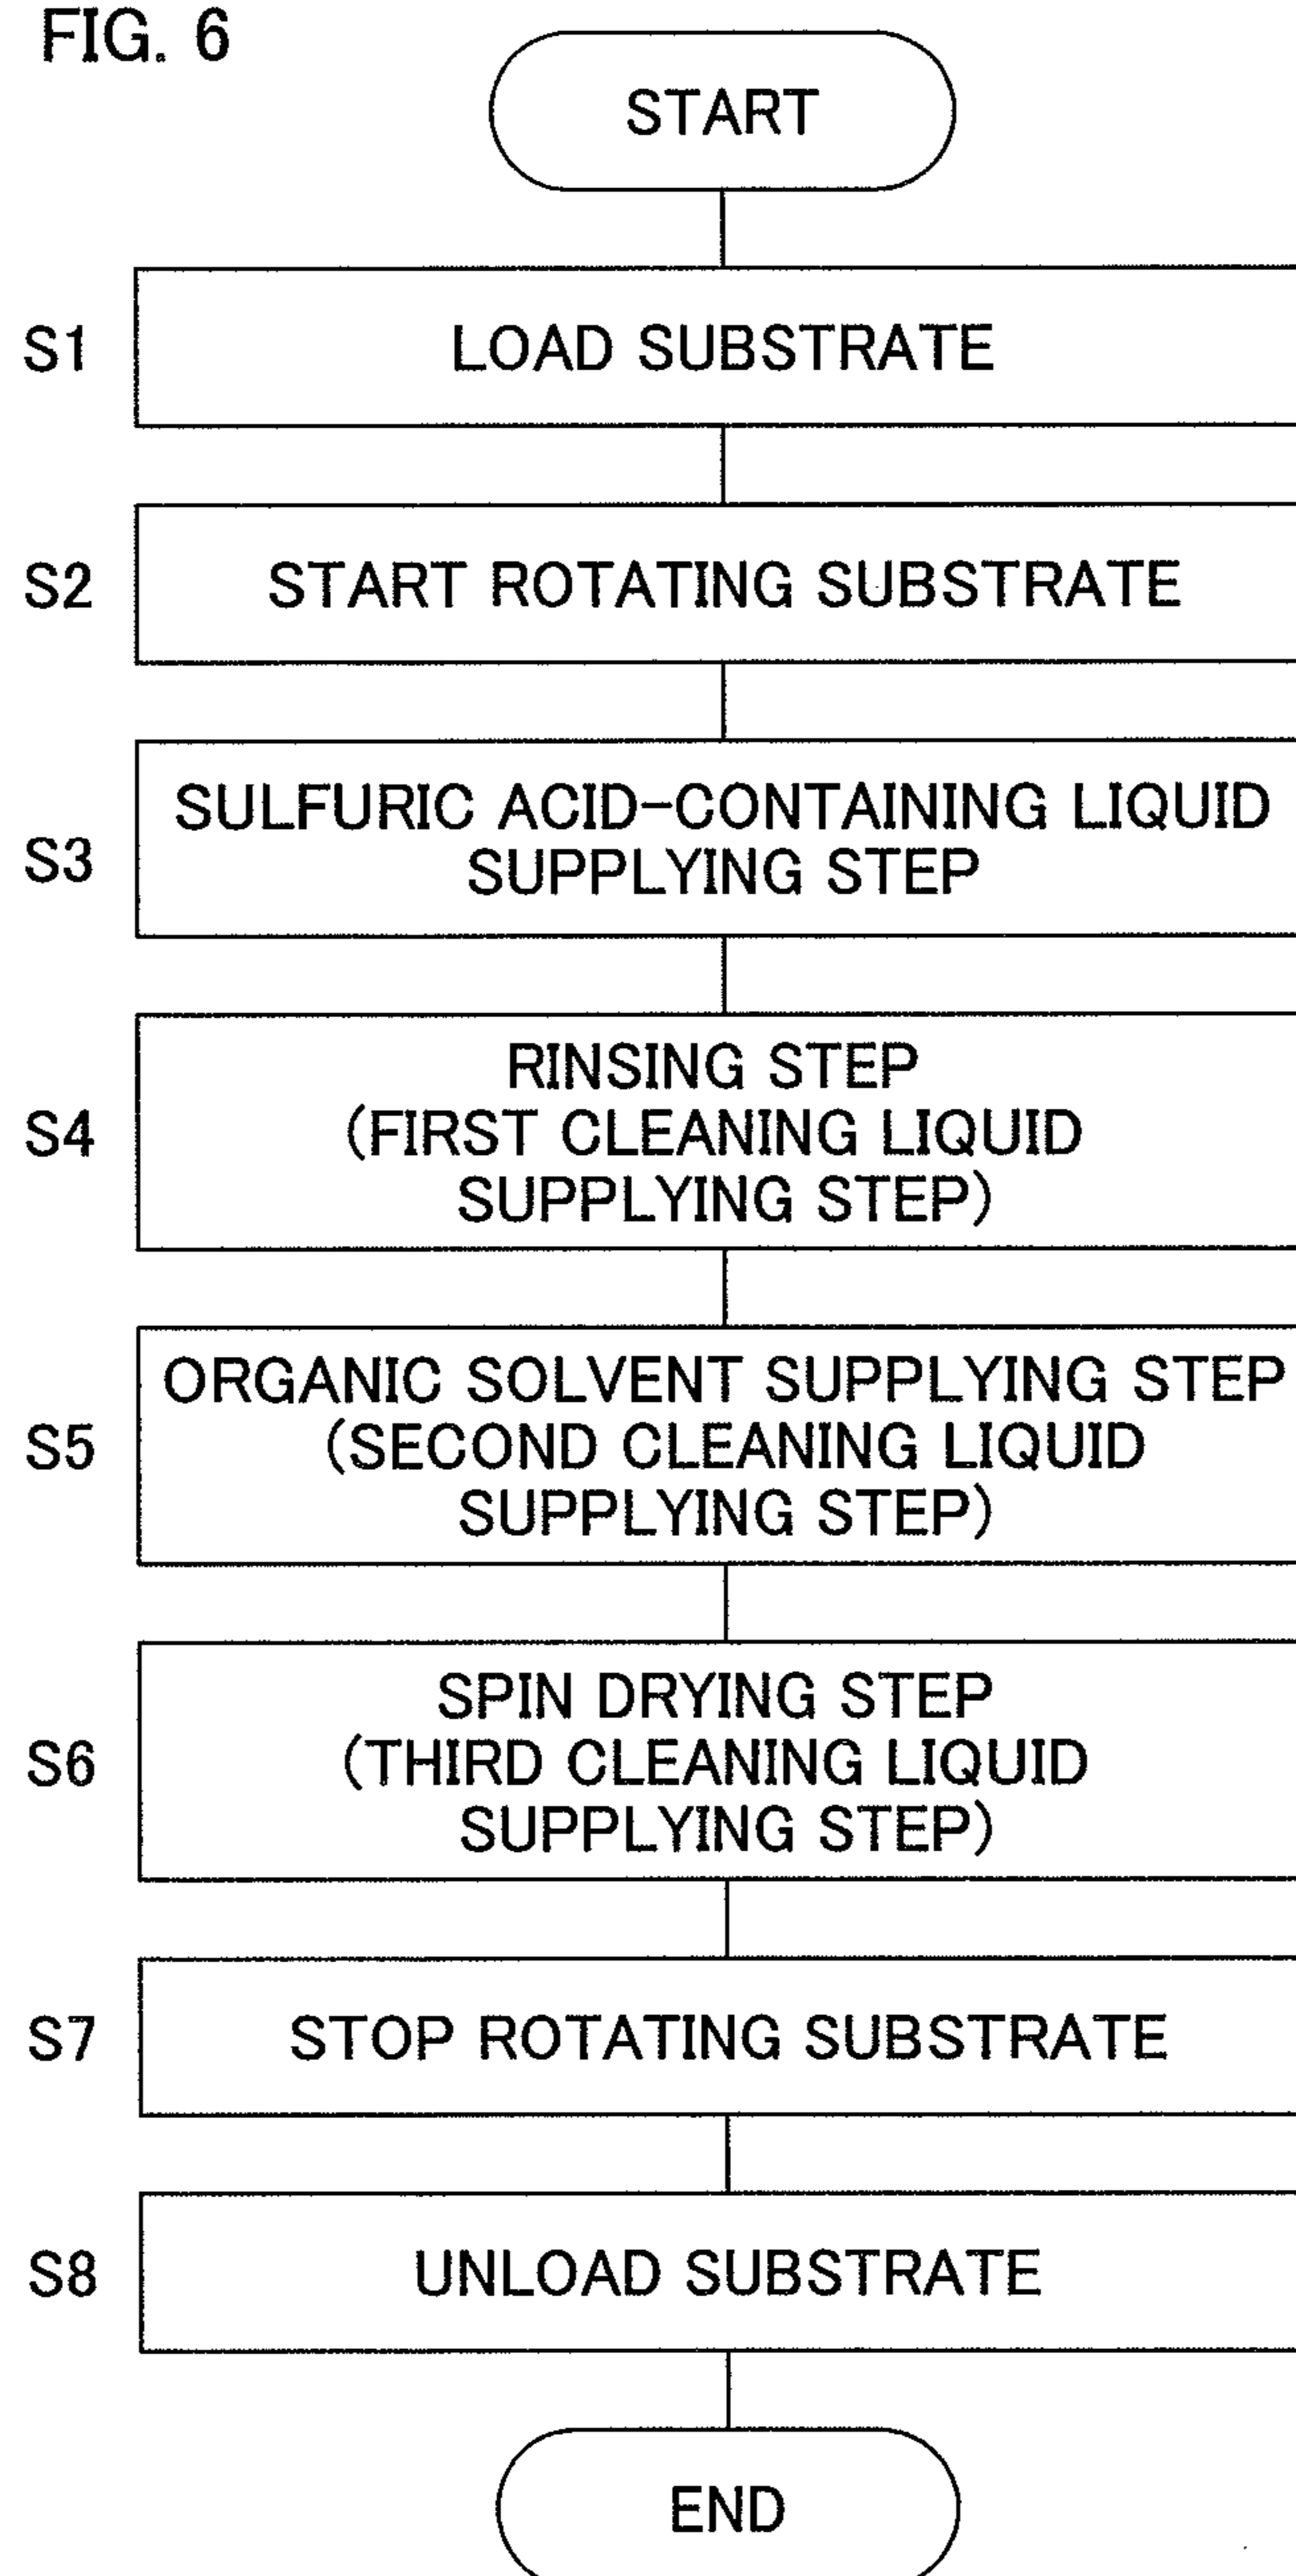 FIG. 6
START
S1
LOAD SUBSTRATE
S2
START ROTATING SUBSTRATE
S3
SULFURIC ACID-CONTAINING LIQUID
SUPPLYING STEP
S4
RINSING STEP
(FIRST CLEANING LIQUID
SUPPLYING STEP)
S5
ORGANIC SOLVENT SUPPLYING STEP
(SECOND CLEANING LIQUID
SUPPLYING STEP)
S6
SPIN DRYING STEP
(THIRD CLEANING LIQUID
SUPPLYING STEP)
S7
STOP ROTATING SUBSTRATE
S8
UNLOAD SUBSTRATE
END